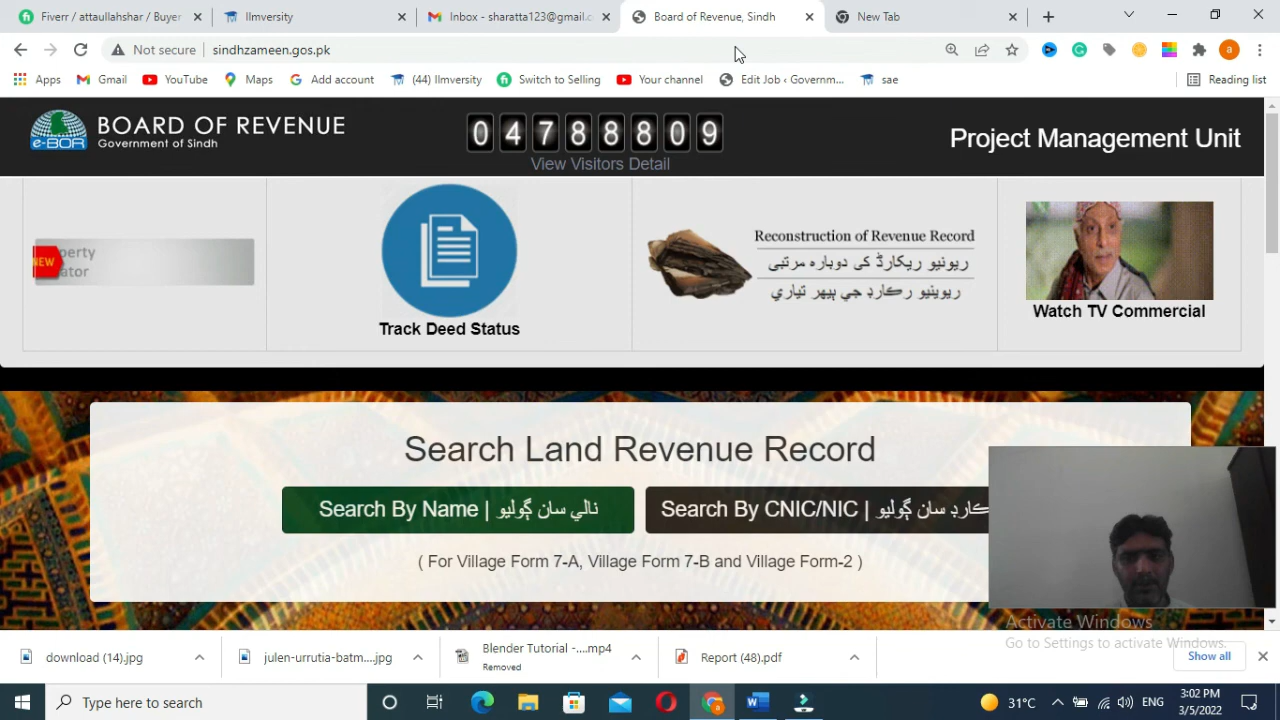 Fiverr / attaullahshar / Buyer
Ilmversity
Inbox - sharatta123@gmail.c
Board of Revenue, Sindh
New Tab
Not secure
sindhzameen.gos.pk
a
Apps
Gmail
YouTube
Maps
Add account
(44) Ilmversity
Switch to Selling
Your channel
Edit Job ‹ Governm...
sae
Reading list
e-BOR
BOARD OF REVENUE
Government of Sindh
04788809
View Visitors Detail
Project Management Unit
NEW
perty
ator
Track Deed Status
Reconstruction of Revenue Record
ریونیو ریکارڈ کی دوبارہ مرتبی
ريوينيو رڪارڊ جي ٻيهر تياري
Watch TV Commercial
Search Land Revenue Record
Search By Name | نالي سان ڳوليو
Search By CNIC/NIC | ڪارڊ سان ڳوليو
( For Village Form 7-A, Village Form 7-B and Village Form-2 )
Activate Windows
Go to Settings to activate Windows.
download (14).jpg
julen-urrutia-batm....jpg
Blender Tutorial -....mp4
Removed
Report (48).pdf
Show all
Type here to search
31°C
ENG
3:02 PM
3/5/2022